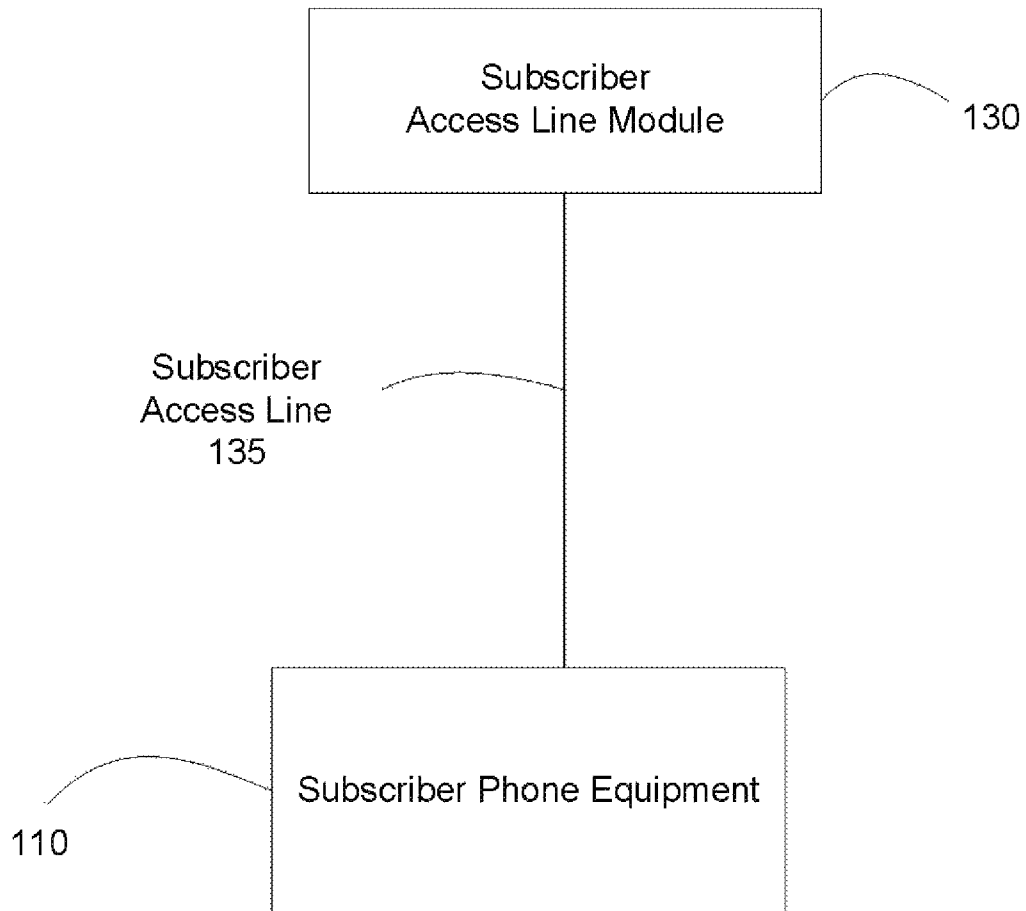 Subscriber
Access Line Module
130
Subscriber
Access Line
135
Subscriber Phone Equipment
110